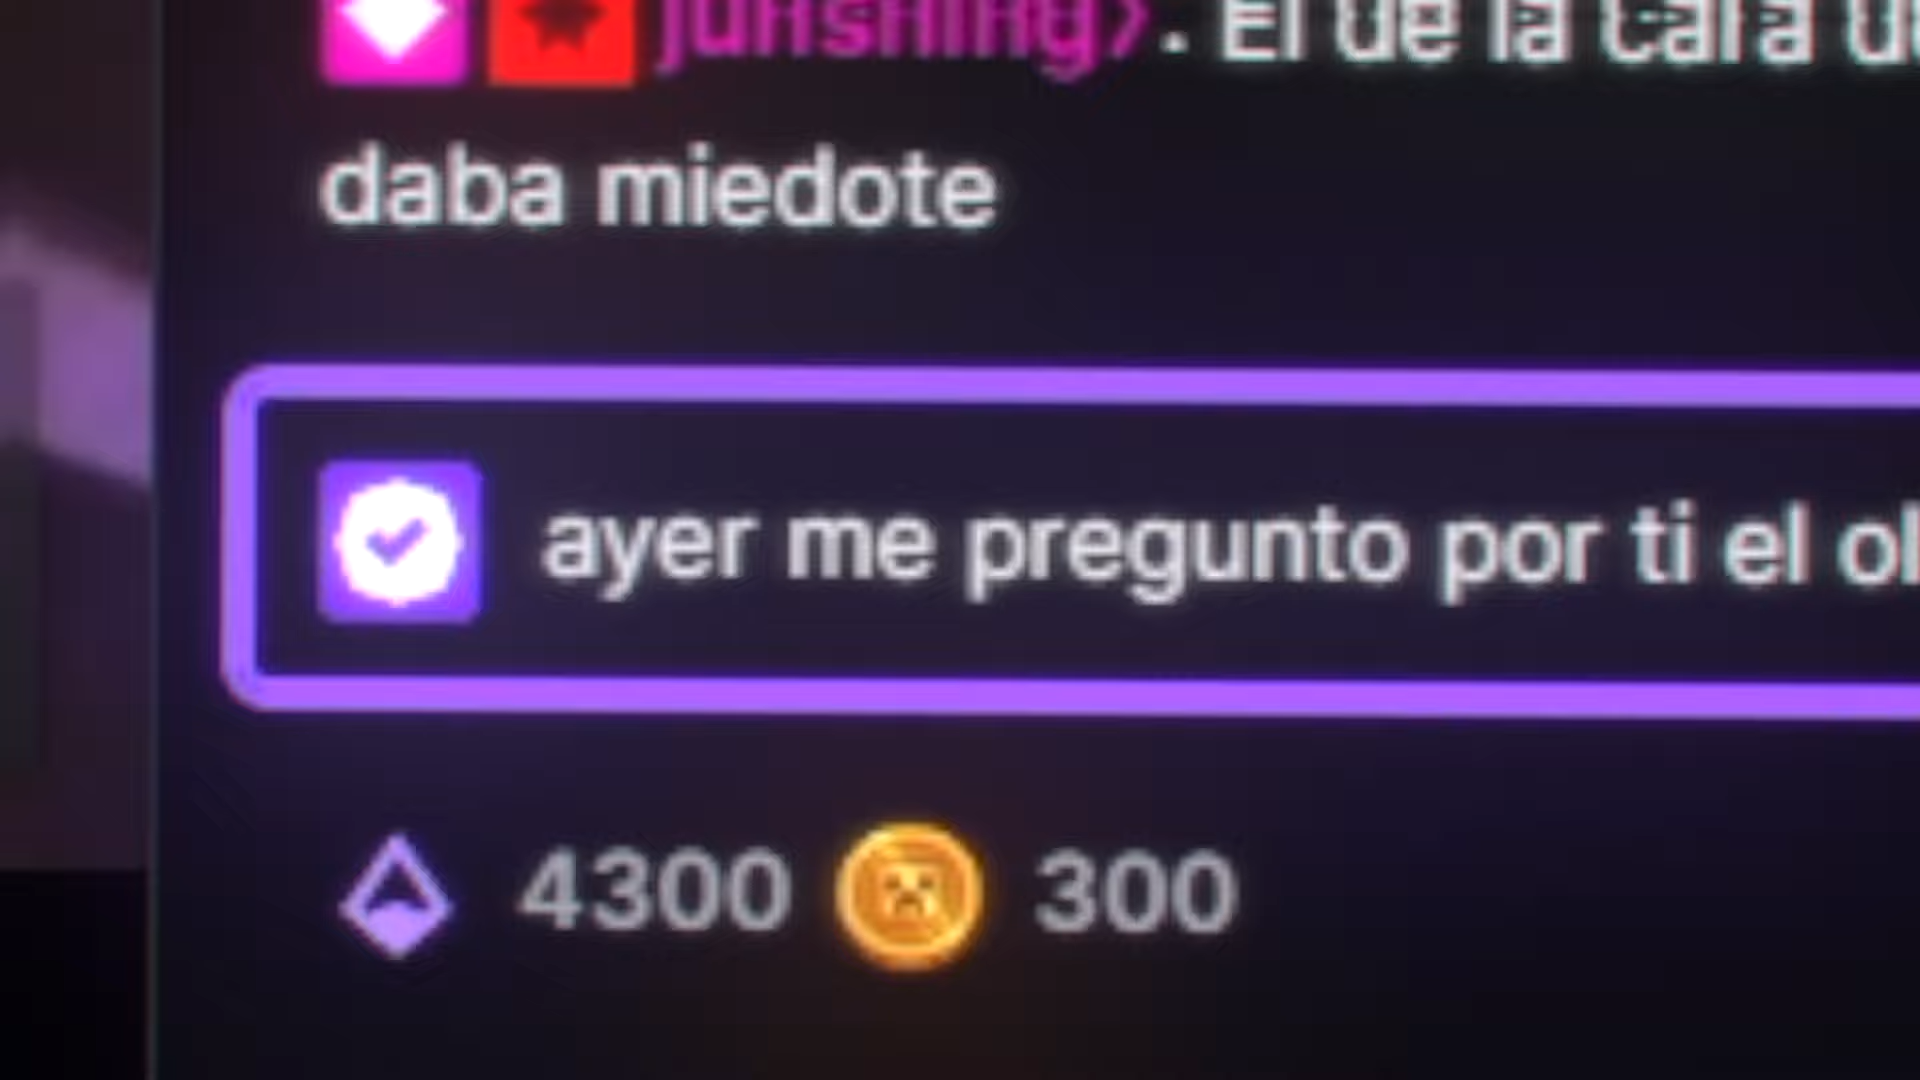 . El de la cara
daba miedote
ayer me pregunto por ti el
4300 300